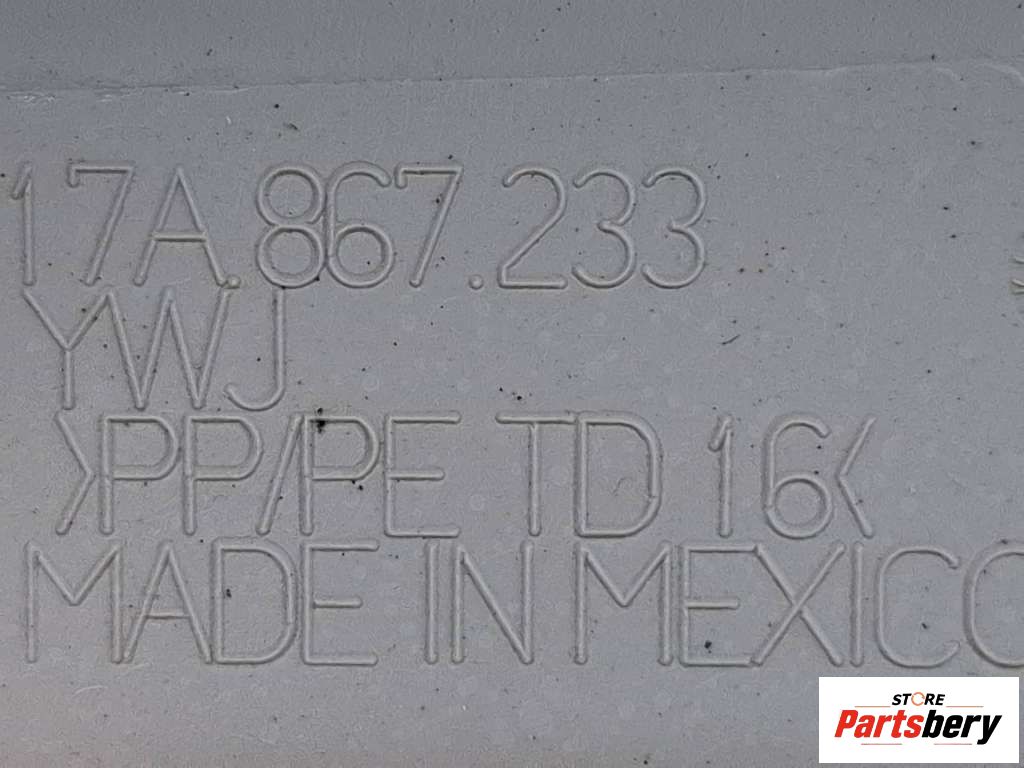 17A.867.233
YWJ
>PP/PE TD 16<
MADE IN MEXICO
STORE
Partsbery